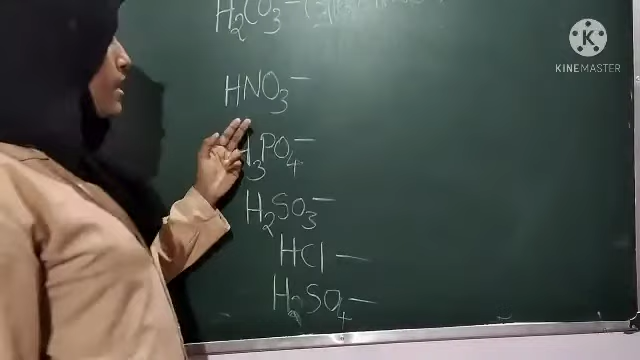 H₂CO₃ -
KINEMASTER
HNO₃ -
H₃PO₄ -
H₂SO₃ -
HCl -
H₂SO₄ -